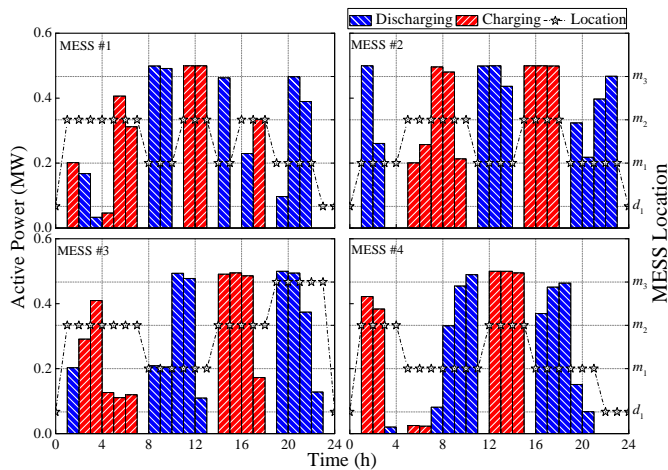 Discharging Charging Location
MESS #1
MESS #2
0.6
0.4
0.2
0.0
m₃
m₂
m₁
d₁
MESS #3
MESS #4
0.6
0.4
0.2
0.0
m₃
m₂
m₁
d₁
0 4 8 12 16 20 24 0 4 8 12 16 20 24
Active Power (MW)
MESS Location
Time (h)